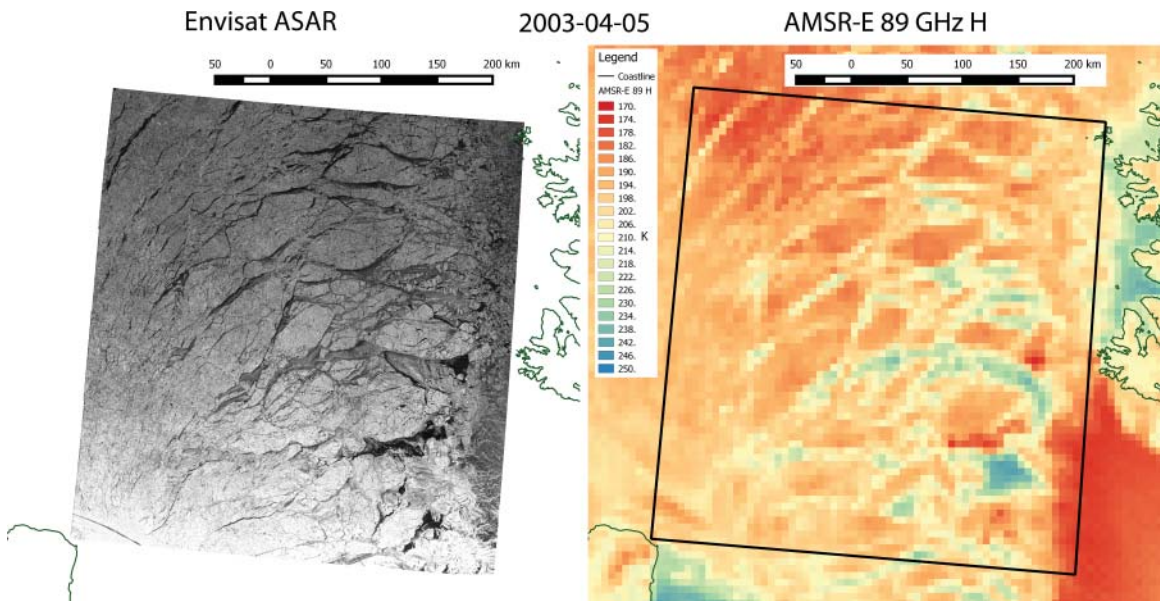 Envisat ASAR
2003-04-05
AMSR-E 89 GHz H
50 0 50 100 200 km
Legend
Coastline
AMSR-E 89 H
170.
174.
178.
182.
186.
190.
194.
198.
202.
206.
210. K
214.
218.
222.
226.
230.
234.
238.
242.
246.
250.
50 0 50 100 200 km